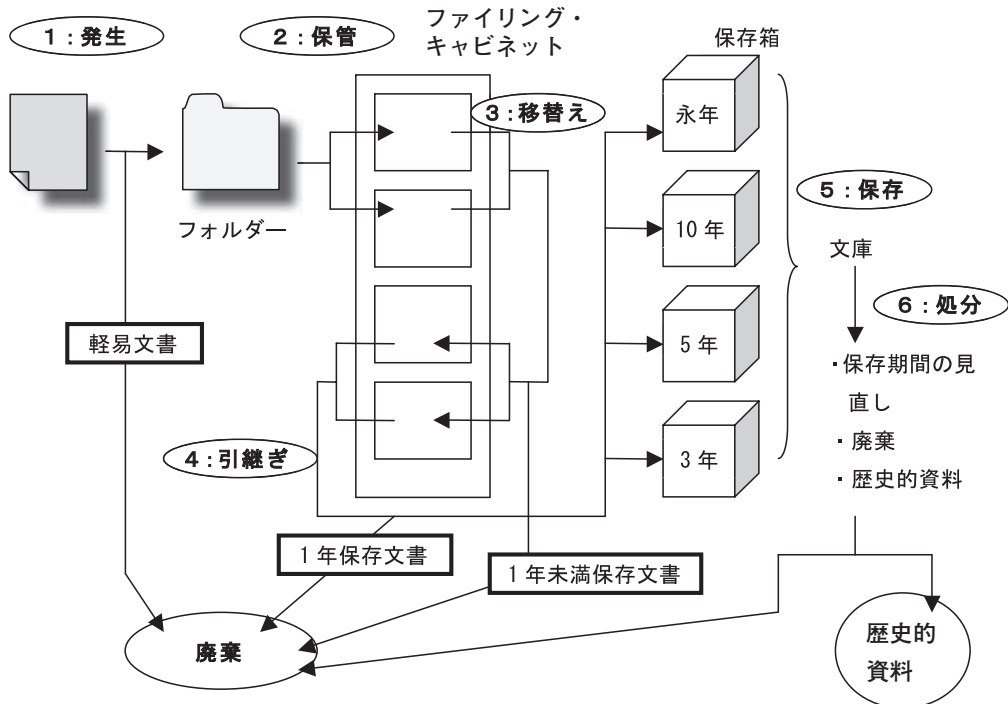 1：発生
2：保管
ファイリング・
キャビネット
保存箱
3：移替え
永年
5：保存
フォルダー
10 年
文庫
6：処分
軽易文書
5 年
・保存期間の見
直し
・廃棄
・歴史的資料
4：引継ぎ
3 年
1 年保存文書
1 年未満保存文書
廃棄
歴史的
資料